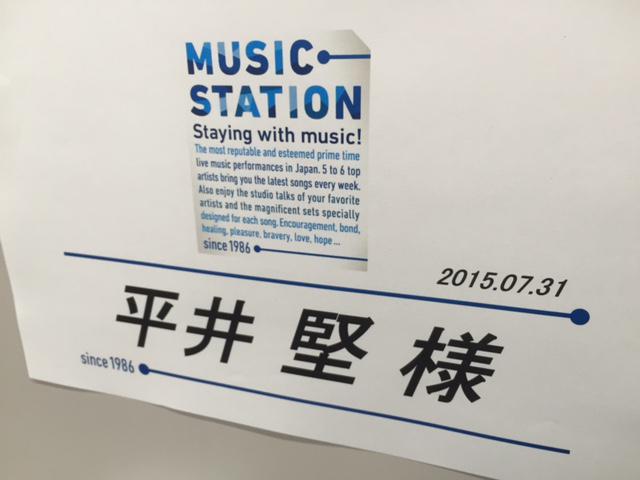 MUSIC
STATION
Staying with music!
The most reputable and esteemed prime time
live music performances in Japan. 5 to 6 top
artists bring you the latest songs every week.
Also enjoy the studio talks of your favorite
artists and the magnificent sets specially
designed for each song. Encouragement, bond,
healing, pleasure, bravery, love, hope...
since 1986
2015.07.31
平井 堅 様
since 1986